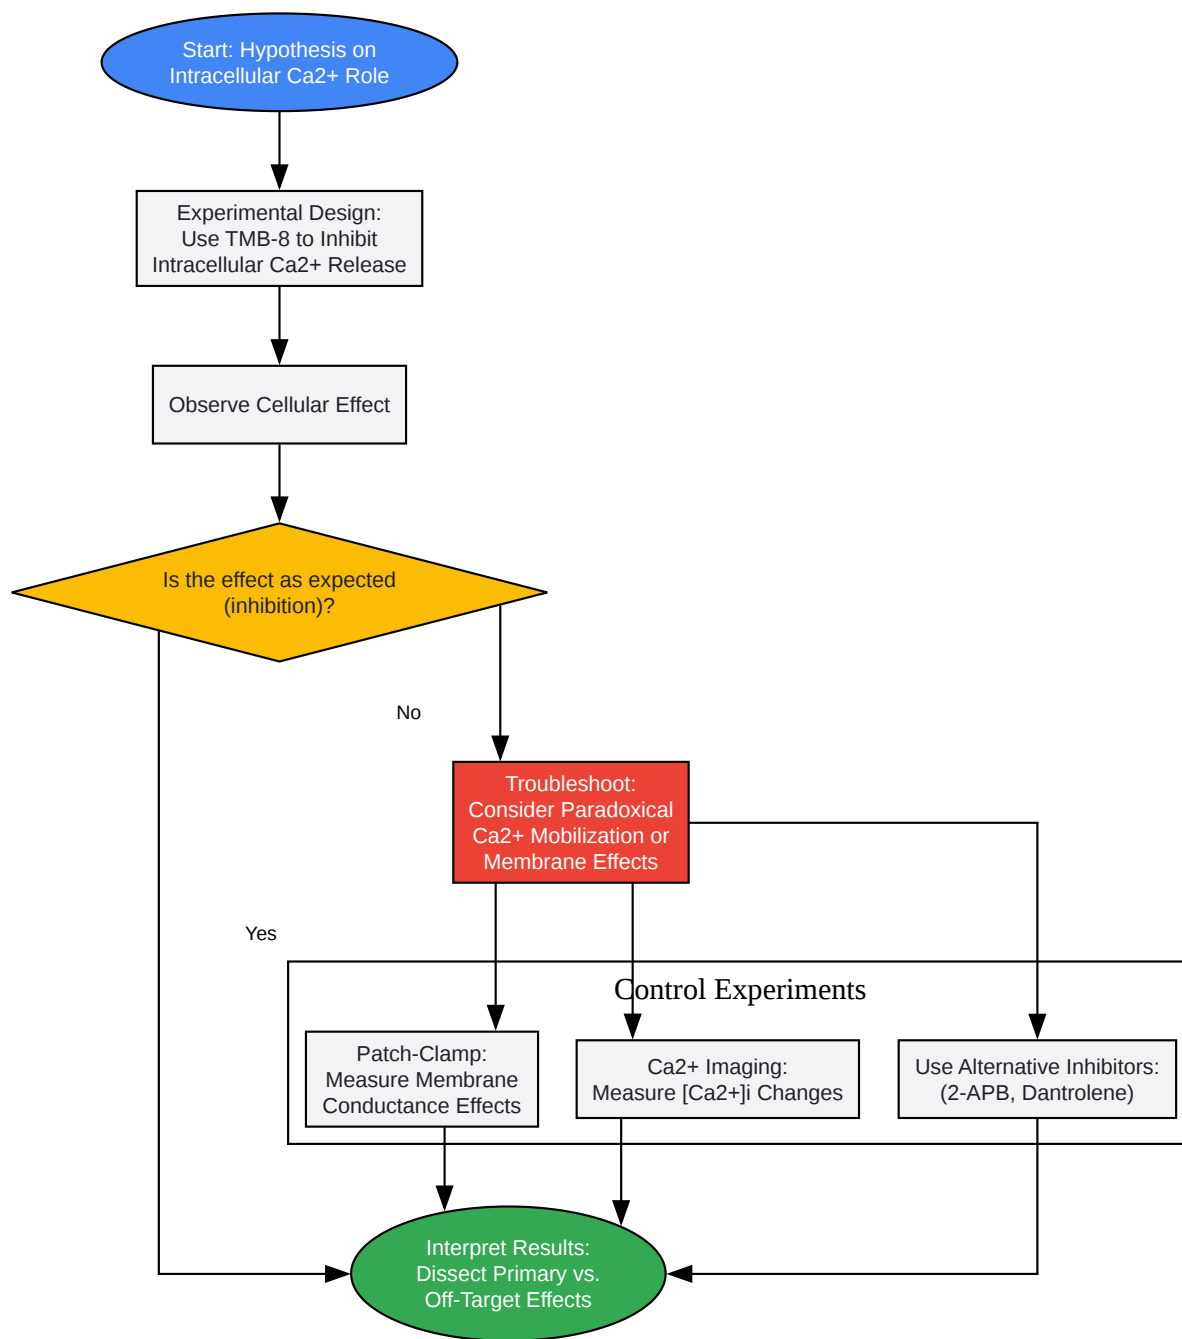 Start: Hypothesis on
Intracellular Ca2+ Role
Experimental Design:
Use TMB-8 to Inhibit
Intracellular Ca2+ Release
Observe Cellular Effect
Is the effect as expected
(inhibition)?
No
Troubleshoot:
Consider Paradoxical
Ca2+ Mobilization or
Membrane Effects
Yes
Control Experiments
Patch-Clamp:
Measure Membrane
Conductance Effects
Ca2+ Imaging:
Measure [Ca2+]i Changes
Use Alternative Inhibitors:
(2-APB, Dantrolene)
Interpret Results:
Dissect Primary vs.
Off-Target Effects